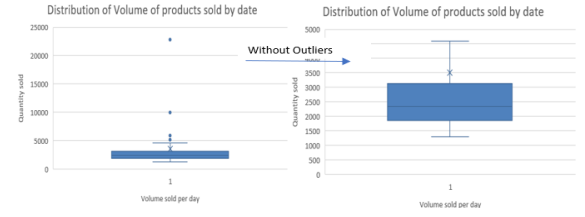 Distribution of Volume of products sold by date
25000
20000
15000
10000
5000
0
Quantity sold
1
Volume sold per day
Without Outliers
Distribution of Volume of products sold by date
5000
3500
3000
2500
2000
1500
1000
500
0
Quantity sold
1
Volume sold per day